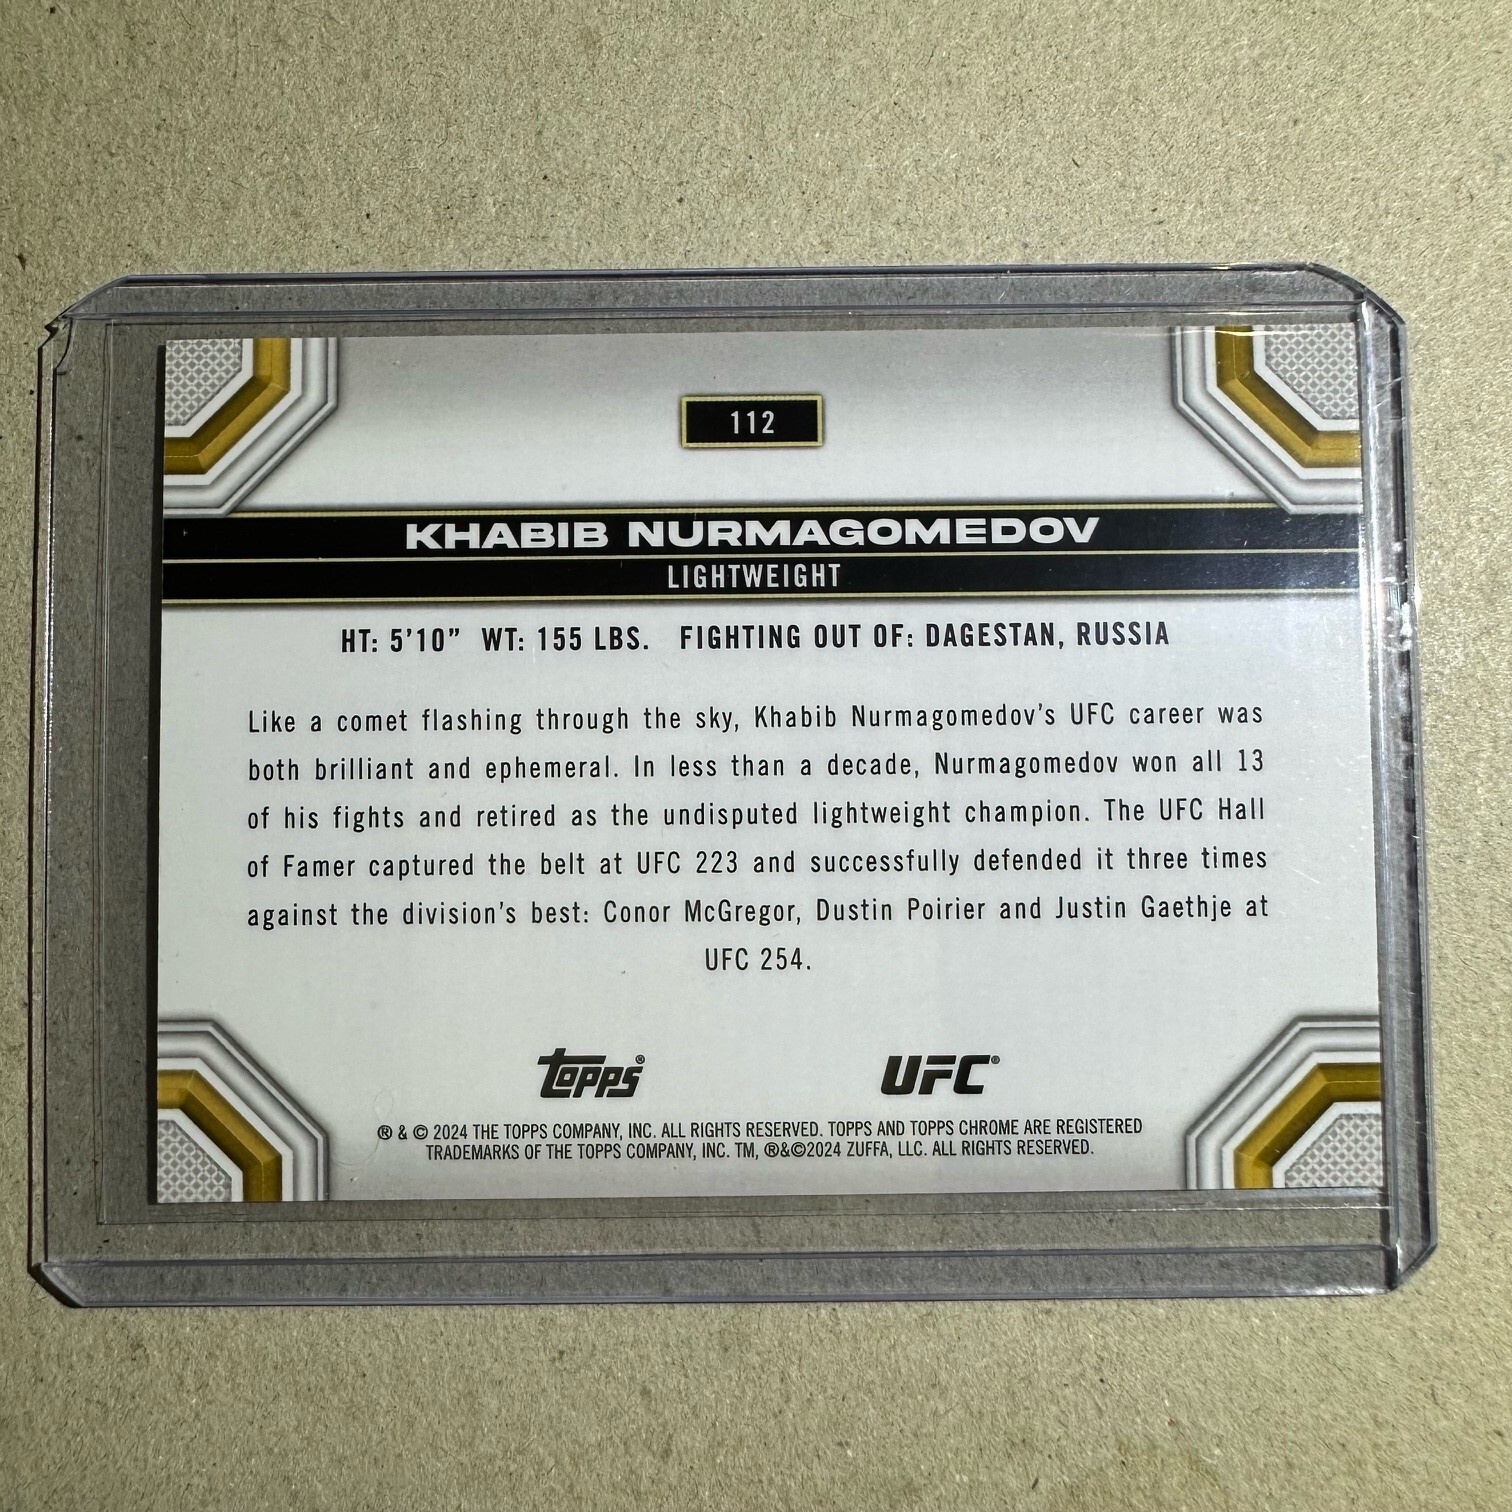 112
KHABIB NURMAGOMEDOV
LIGHTWEIGHT
HT: 5'10" WT: 155 LBS. FIGHTING OUT OF: DAGESTAN, RUSSIA
Like a comet flashing through the sky, Khabib Nurmagomedov's UFC career was
both brilliant and ephemeral. In less than a decade, Nurmagomedov won all 13
of his fights and retired as the undisputed lightweight champion. The UFC Hall
of Famer captured the belt at UFC 223 and successfully defended it three times
against the division's best: Conor McGregor, Dustin Poirier and Justin Gaethje at
UFC 254.
topps® UFC®
® & © 2024 THE TOPPS COMPANY, INC. ALL RIGHTS RESERVED. TOPPS AND TOPPS CHROME ARE REGISTERED
TRADEMARKS OF THE TOPPS COMPANY, INC. TM, ®&©2024 ZUFFA, LLC. ALL RIGHTS RESERVED.